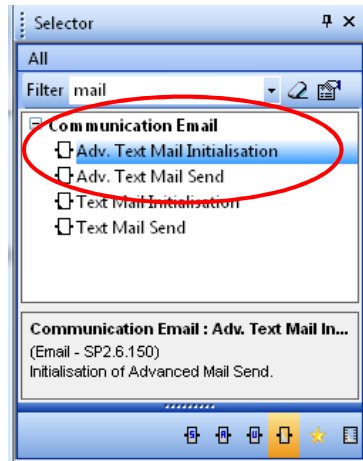 Selector
All
Filter mail
Communication Email
Adv. Text Mail Initialisation
Adv. Text Mail Send
Text Mail Initialisation
Text Mail Send
Communication Email : Adv. Text Mail In...
(Email - SP2.6.150)
Initialisation of Advanced Mail Send.
S R U